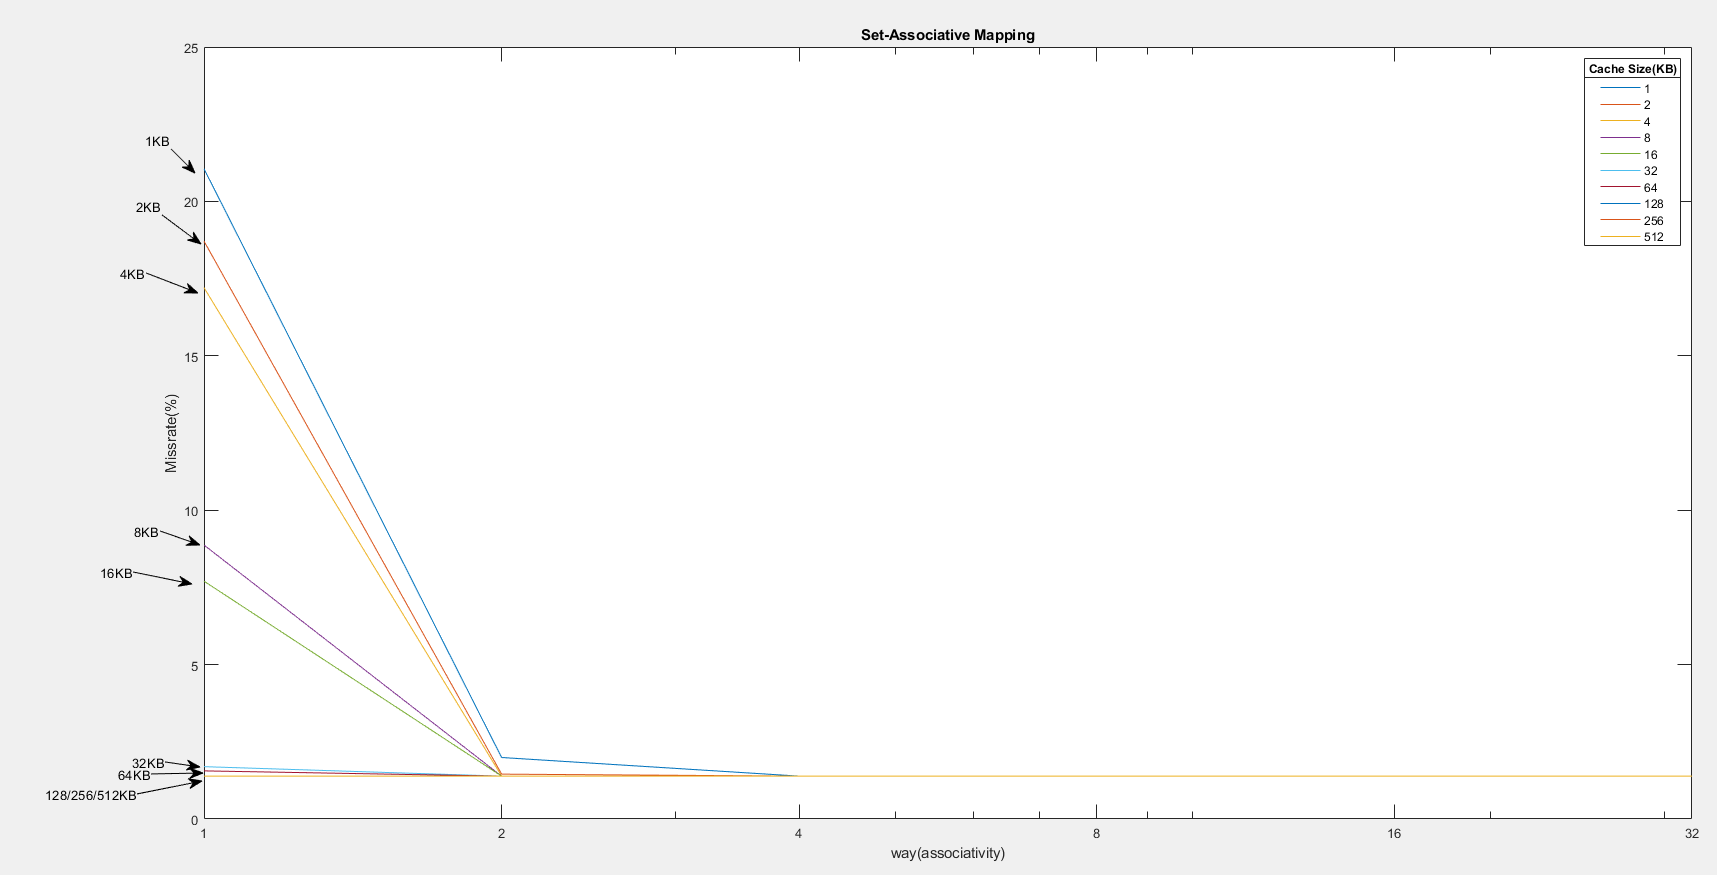 Set-Associative Mapping
25
20
15
10
5
0
Missrate(%)
1KB
2KB
4KB
8KB
16KB
32KB
64KB
128/256/512KB
Cache Size(KB)
1
2
4
8
16
32
64
128
256
512
1 2 4 8 16 32
way(associativity)